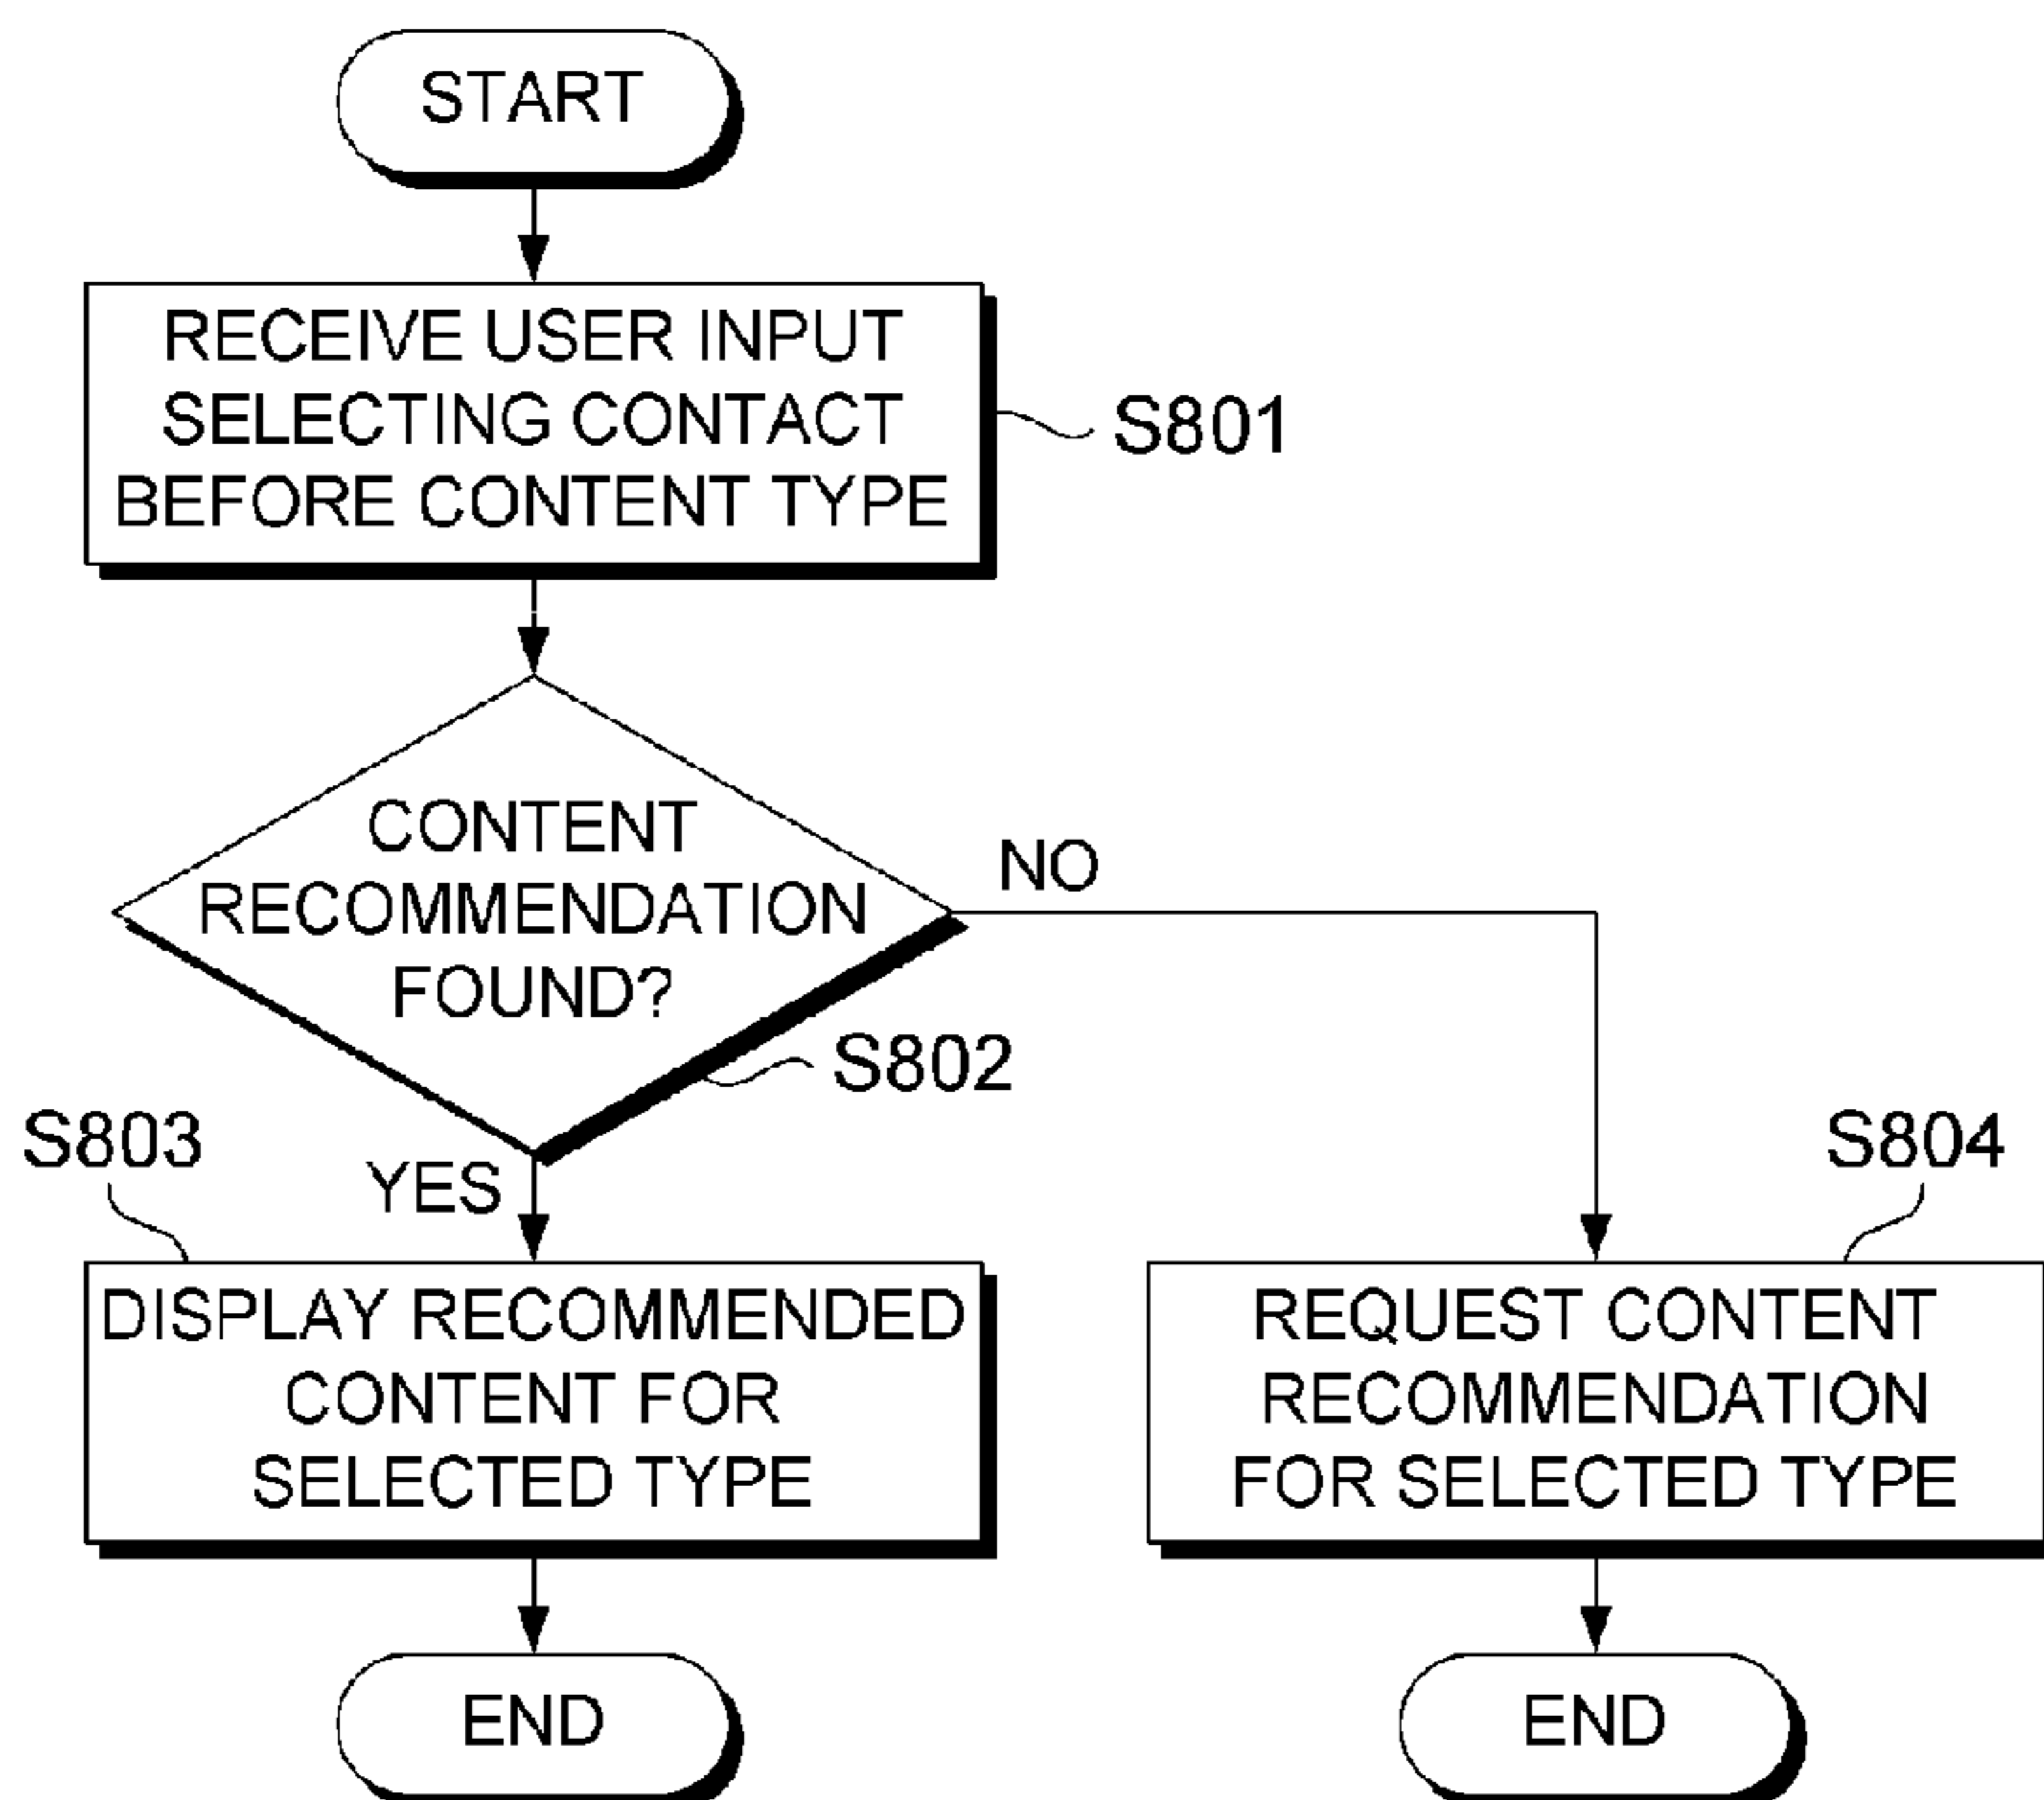 START
RECEIVE USER INPUT
SELECTING CONTACT
BEFORE CONTENT TYPE
S801
CONTENT
RECOMMENDATION
FOUND?
NO
S802
S803
YES
S804
DISPLAY RECOMMENDED
CONTENT FOR
SELECTED TYPE
REQUEST CONTENT
RECOMMENDATION
FOR SELECTED TYPE
END
END